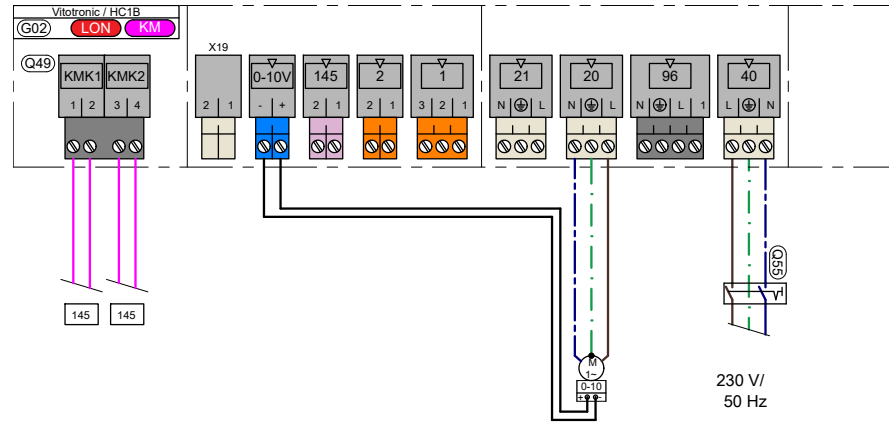 Vitotronic / HC1B
G02 LON KM
X19
Q49
KMK1 KMK2 0-10V 145 2 1 21 20 96 40
1 2 3 4 2 1 - + 2 1 2 1 3 2 1 N L N L N L 1 L N
Q55
145 145
M
1~
0-10
+ -
230 V/
50 Hz